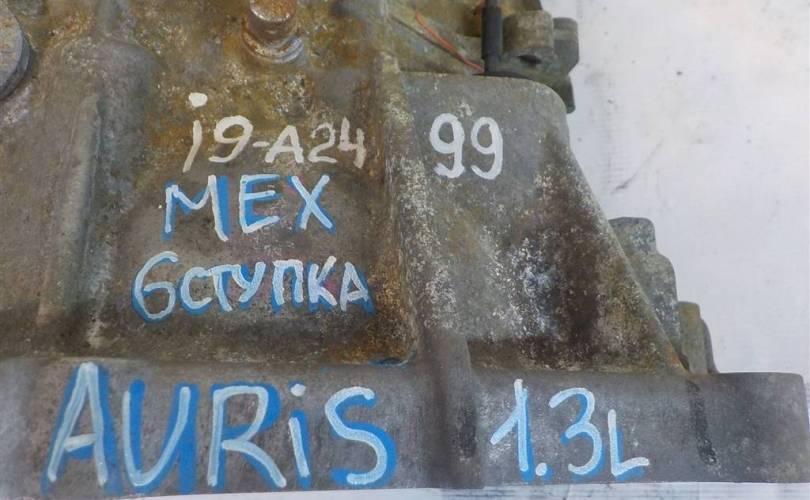 i9-A24 99
МЕХ
6СТУПКА
AURiS 1.3L